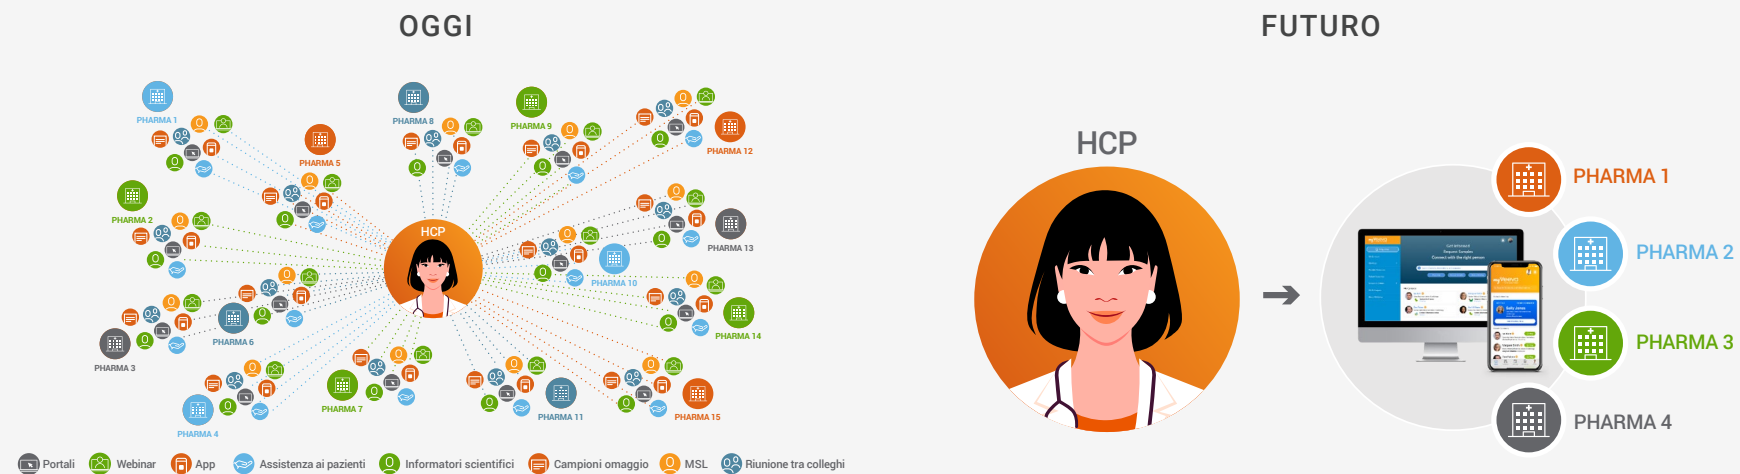 OGGI
FUTURO
PHARMA 1
PHARMA 8
PHARMA 9
PHARMA 12
PHARMA 5
PHARMA 2
HCP
PHARMA 13
PHARMA 10
PHARMA 3
PHARMA 6
PHARMA 14
PHARMA 4
PHARMA 7
PHARMA 11
PHARMA 15
Portali
Webinar
App
Assistenza ai pazienti
Informatori scientifici
Campioni omaggio
MSL
Riunione tra colleghi
HCP
PHARMA 1
PHARMA 2
PHARMA 3
PHARMA 4